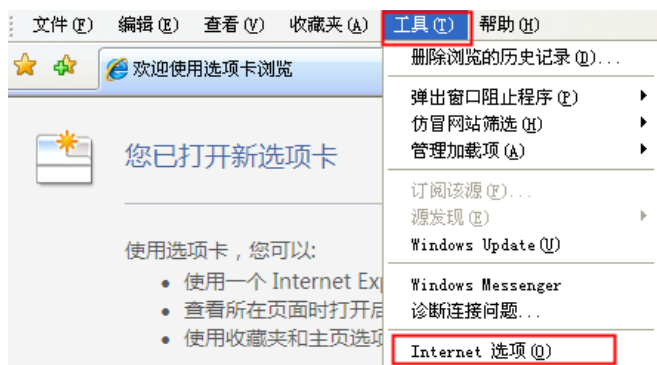 文件(F) 编辑(E) 查看(V) 收藏夹(A) 工具(T) 帮助(H)
欢迎使用选项卡浏览
您已打开新选项卡
使用选项卡，您可以:
• 使用一个 Internet Ex
• 查看所在页面时打开后
• 使用收藏夹和主页选项
删除浏览的历史记录(D)...
弹出窗口阻止程序(P)
仿冒网站筛选(H)
管理加载项(A)
订阅该源(F)...
源发现(E)
Windows Update(U)
Windows Messenger
诊断连接问题...
Internet 选项(O)